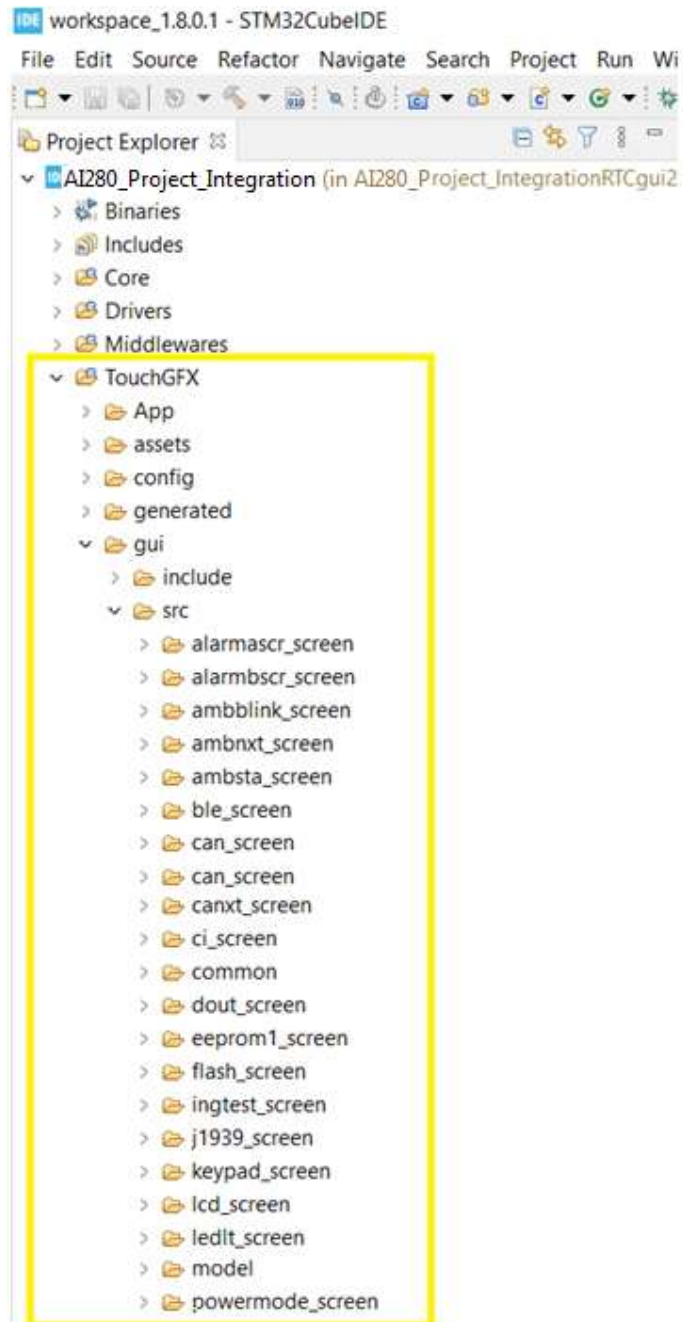 IDE workspace_1.8.0.1 - STM32CubeIDE
File Edit Source Refactor Navigate Search Project Run Wi
Project Explorer
IDE AI280_Project_Integration (in AI280_Project_IntegrationRTCgui2
Binaries
Includes
Core
Drivers
Middlewares
TouchGFX
App
assets
config
generated
gui
include
src
alarmascr_screen
alarmbscr_screen
ambblink_screen
ambnxt_screen
ambsta_screen
ble_screen
can_screen
can_screen
canxt_screen
ci_screen
common
dout_screen
eeprom1_screen
flash_screen
ingtest_screen
j1939_screen
keypad_screen
lcd_screen
ledlt_screen
model
powermode_screen